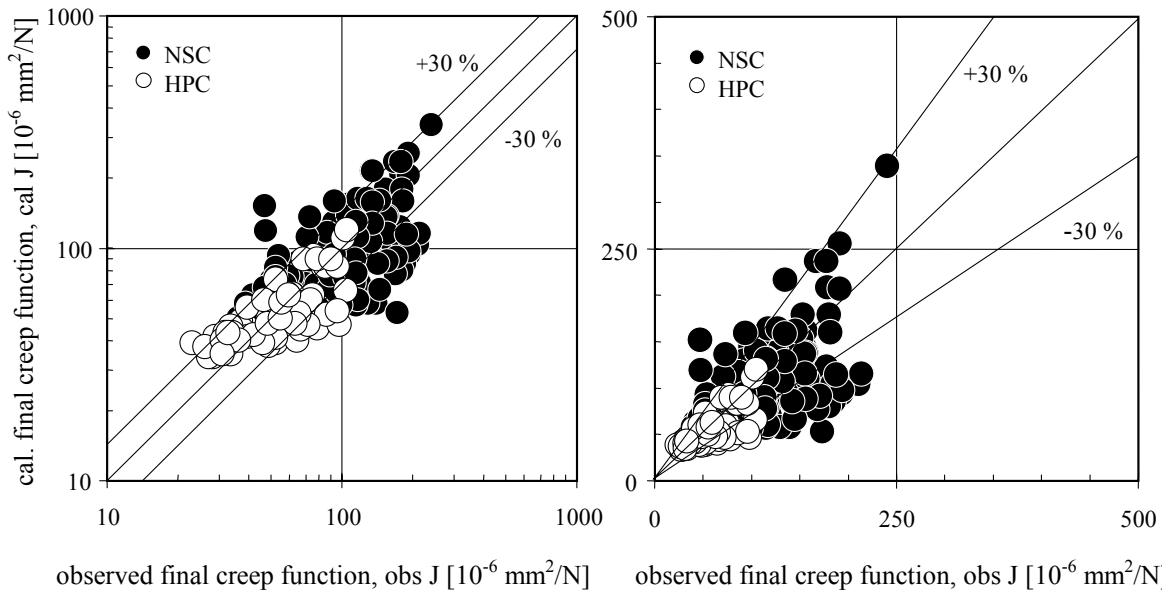 cal. final creep function, cal J [10⁻⁶ mm²/N]
1000
100
10
10
100
1000
NSC
HPC
+30 %
-30 %
observed final creep function, obs J [10⁻⁶ mm²/N]
500
250
0
0
250
500
NSC
HPC
+30 %
-30 %
observed final creep function, obs J [10⁻⁶ mm²/N]